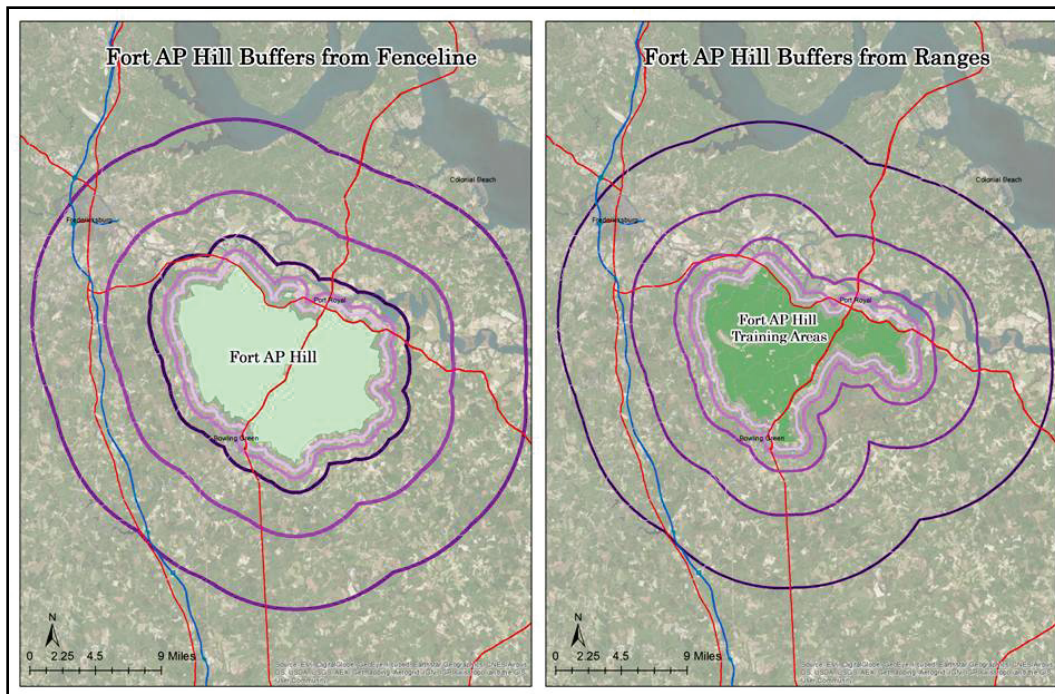 Fort AP Hill Buffers from Fenceline
Colonial Beach
Fredericksburg
Port Royal
Fort AP Hill
Bowling Green
N
0 2.25 4.5 9 Miles
Fort AP Hill Buffers from Ranges
Colonial Beach
Fredericksburg
Port Royal
Fort AP Hill
Training Areas
Bowling Green
N
0 2.25 4.5 9 Miles